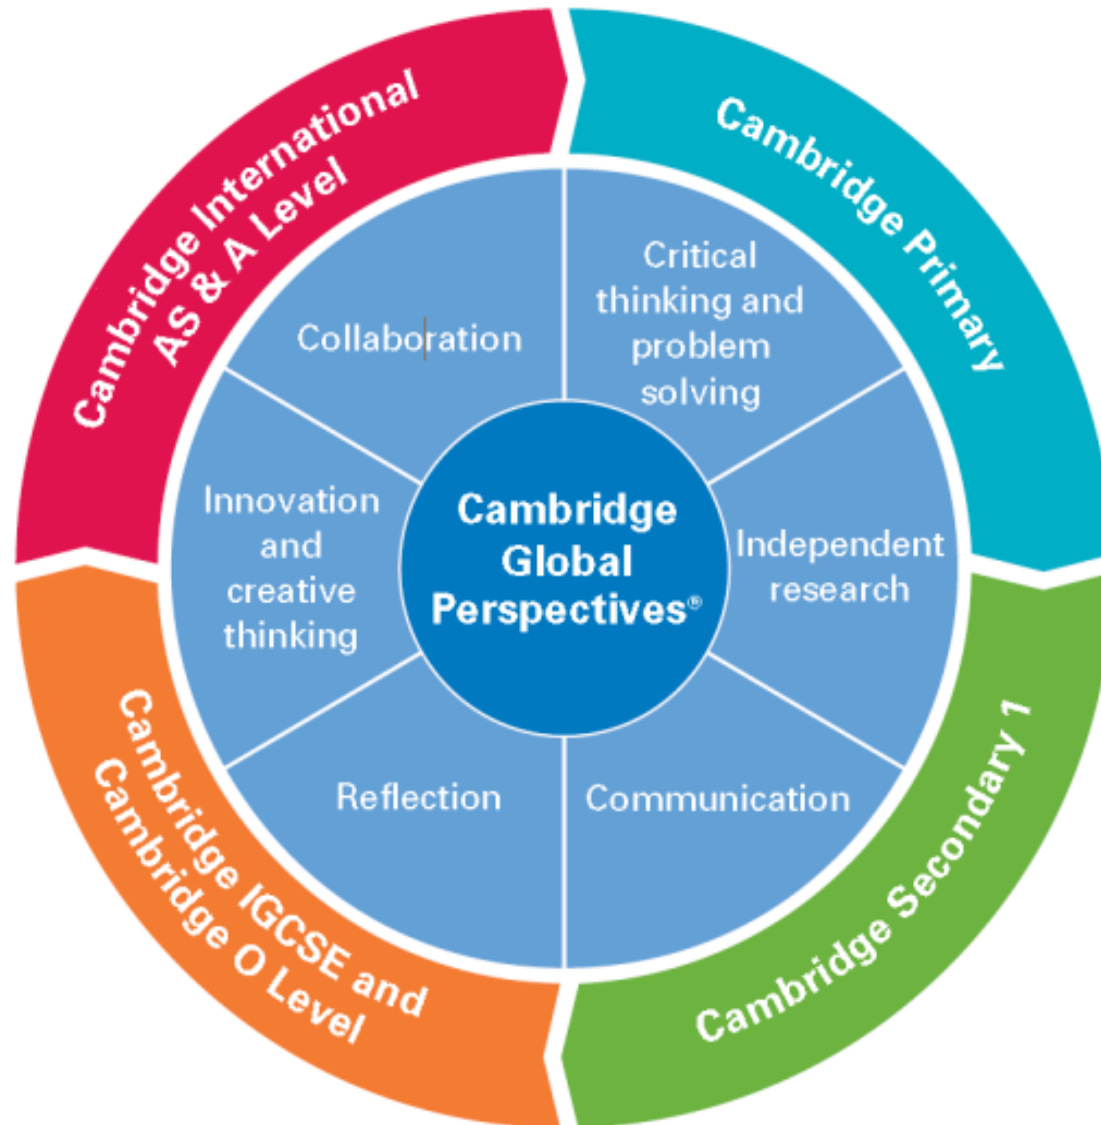 Cambridge International
AS & A Level
Cambridge Primary
Critical
thinking and
problem
solving
Collaboration
Innovation
and
creative
thinking
Cambridge
Global
Perspectives®
Independent
research
Reflection
Communication
Cambridge IGCSE and
Cambridge O Level
Cambridge Secondary 1